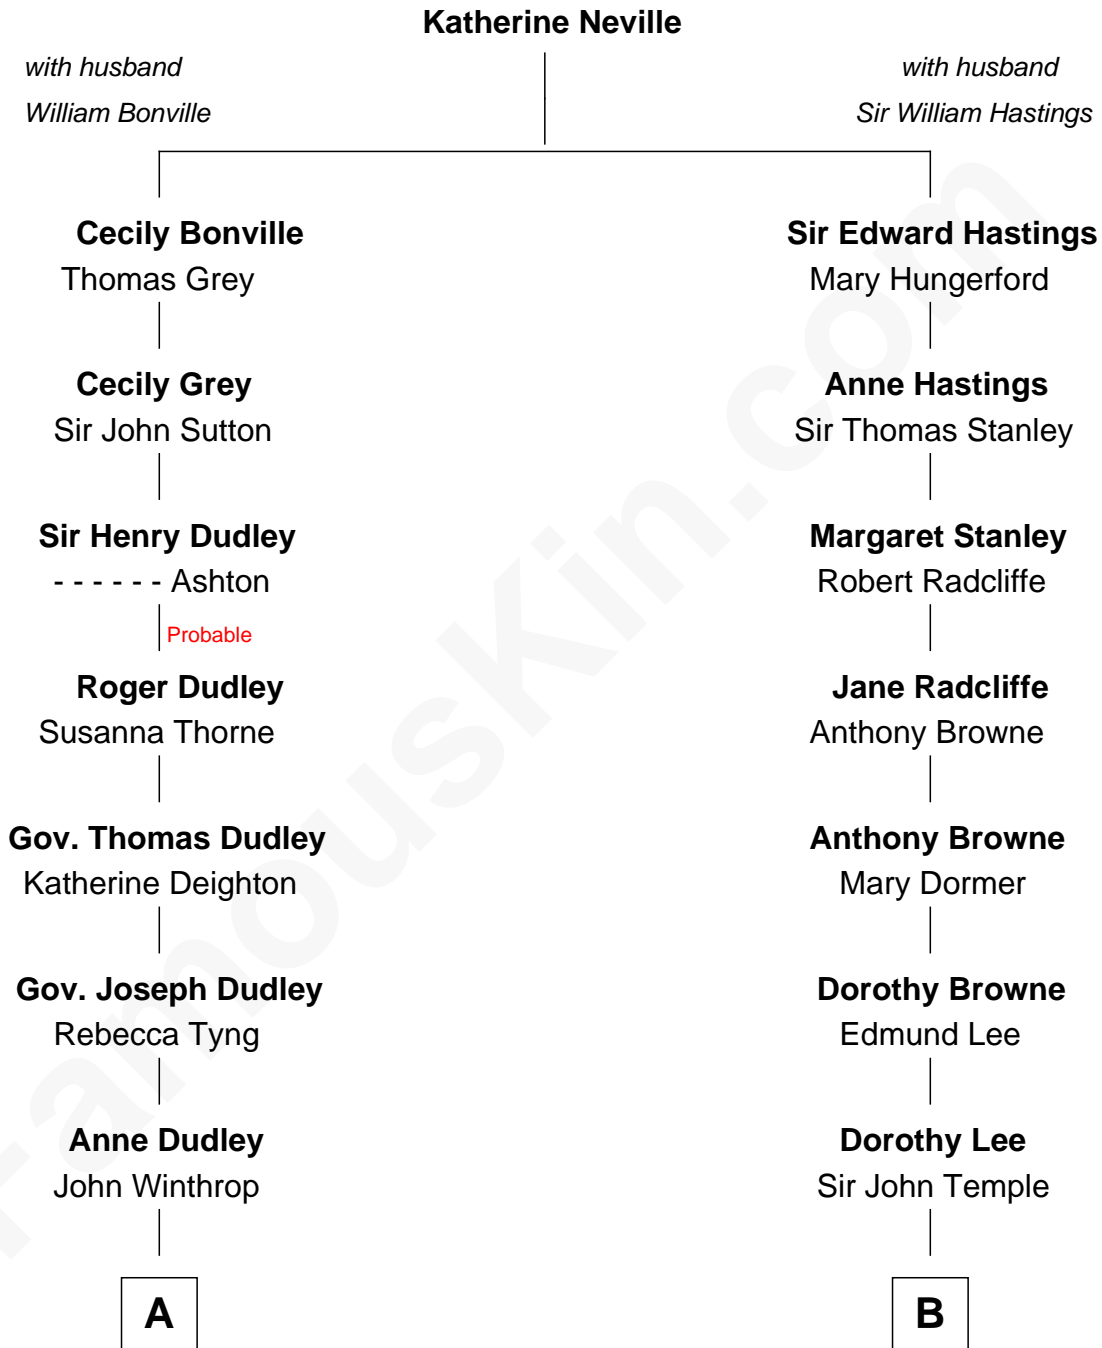 Katherine Neville
with husband
William Bonville
with husband
Sir William Hastings
Cecily Bonville
Thomas Grey
Sir Edward Hastings
Mary Hungerford
Cecily Grey
Sir John Sutton
Anne Hastings
Sir Thomas Stanley
Sir Henry Dudley
- - - - - - Ashton
Probable
Margaret Stanley
Robert Radcliffe
Roger Dudley
Susanna Thorne
Jane Radcliffe
Anthony Browne
Gov. Thomas Dudley
Katherine Deighton
Anthony Browne
Mary Dormer
Gov. Joseph Dudley
Rebecca Tyng
Dorothy Browne
Edmund Lee
Anne Dudley
John Winthrop
Dorothy Lee
Sir John Temple
A
B
FamousKin.com